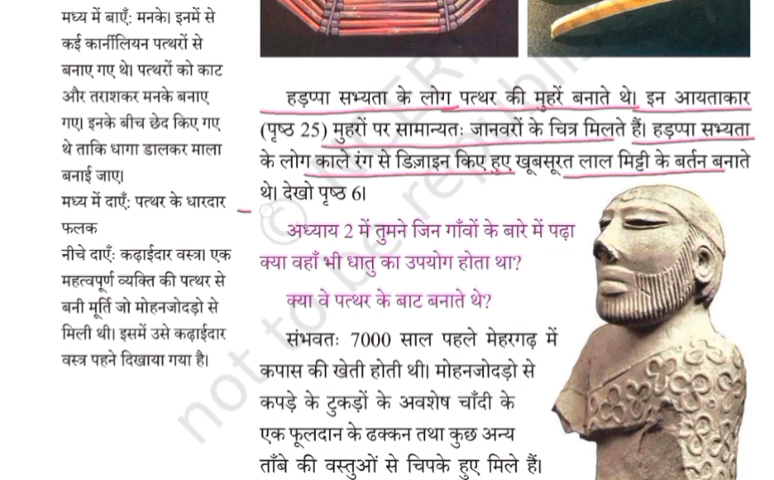 मध्य में बाएँ: मनके। इनमें से
कई कार्नीलियन पत्थरों से
बनाए गए थे। पत्थरों को काट
और तराशकर मनके बनाए
गए। इनके बीच छेद किए गए
थे ताकि धागा डालकर माला
बनाई जाए।
मध्य में दाएँ: पत्थर के धारदार
फलक
नीचे दाएँ: कढ़ाईदार वस्त्र। एक
महत्वपूर्ण व्यक्ति की पत्थर से
बनी मूर्ति जो मोहनजोदड़ो से
मिली थी। इसमें उसे कढ़ाईदार
वस्त्र पहने दिखाया गया है।
हड़प्पा सभ्यता के लोग पत्थर की मुहरें बनाते थे। इन आयताकार
(पृष्ठ 25) मुहरों पर सामान्यतः जानवरों के चित्र मिलते हैं। हड़प्पा सभ्यता
के लोग काले रंग से डिज़ाइन किए हुए खूबसूरत लाल मिट्टी के बर्तन बनाते
थे। देखो पृष्ठ 6।
अध्याय 2 में तुमने जिन गाँवों के बारे में पढ़ा
क्या वहाँ भी धातु का उपयोग होता था?
क्या वे पत्थर के बाट बनाते थे?
संभवतः 7000 साल पहले मेहरगढ़ में
कपास की खेती होती थी। मोहनजोदड़ो से
कपड़े के टुकड़ों के अवशेष चाँदी के
एक फूलदान के ढक्कन तथा कुछ अन्य
ताँबे की वस्तुओं से चिपके हुए मिले हैं।
© NCERT
not to be republis